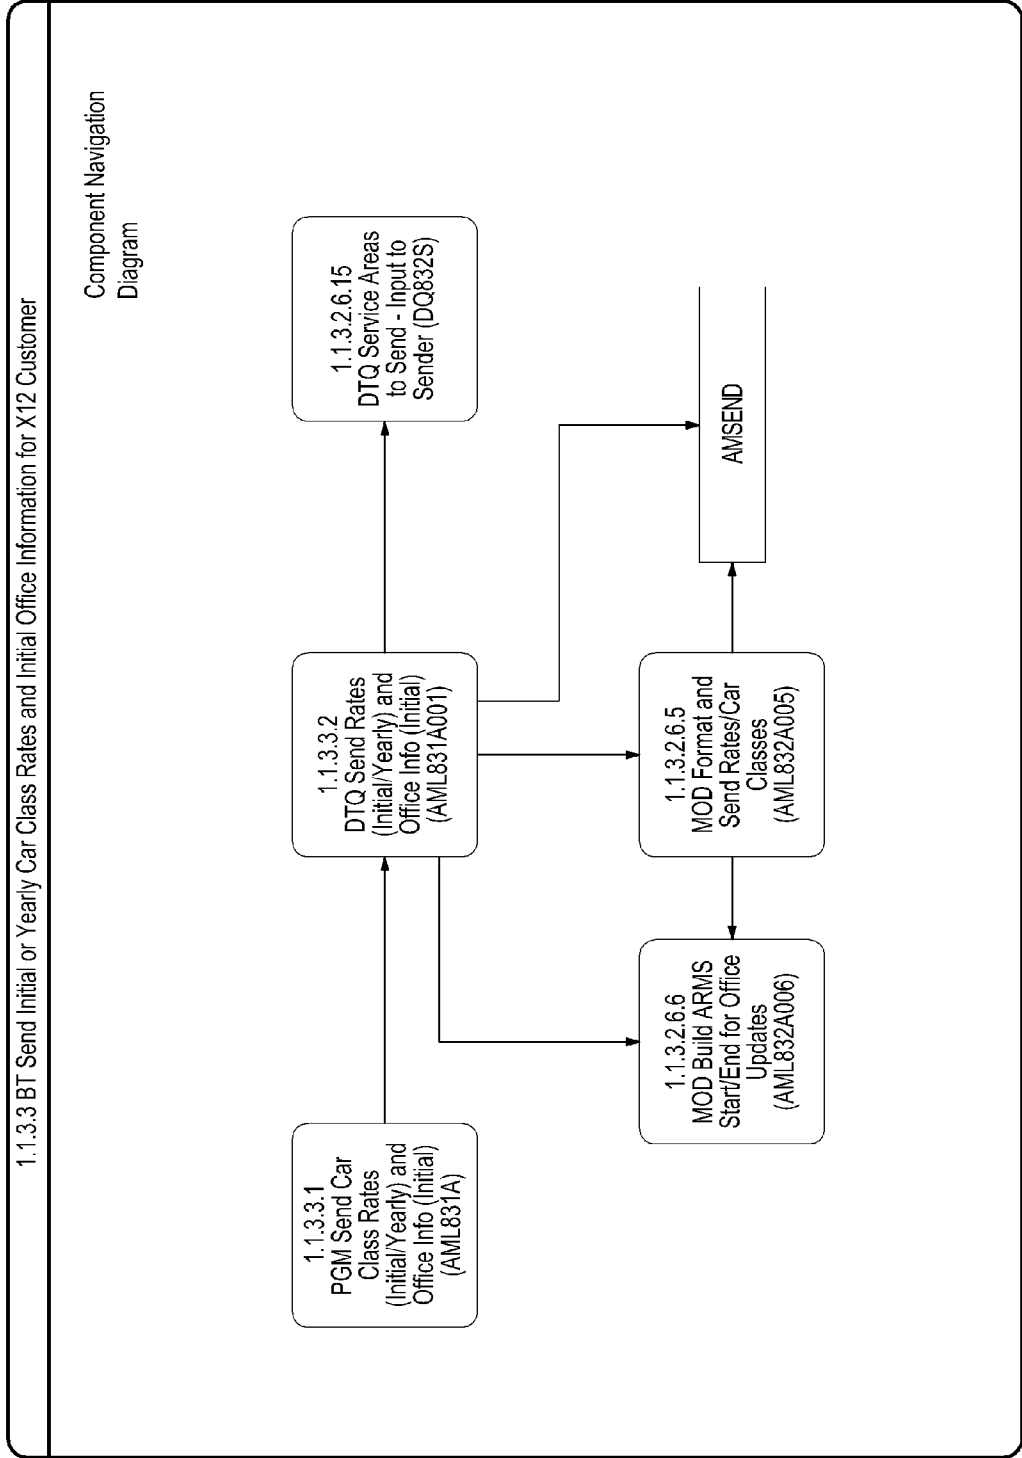 1.1.3.3 BT Send Initial or Yearly Car Class Rates and Initial Office Information for X12 Customer
Component Navigation
Diagram
1.1.3.3.1
PGM Send Car
Class Rates
(Initial/Yearly) and
Office Info (Initial)
(AML831A)
1.1.3.3.2
DTQ Send Rates
(Initial/Yearly) and
Office Info (Initial)
(AML831A001)
1.1.3.2.6.15
DTQ Service Areas
to Send - Input to
Sender (DQ832S)
1.1.3.2.6.6
MOD Build ARMS
Start/End for Office
Updates
(AML832A006)
1.1.3.2.6.5
MOD Format and
Send Rates/Car
Classes
(AML832A005)
AMSEND